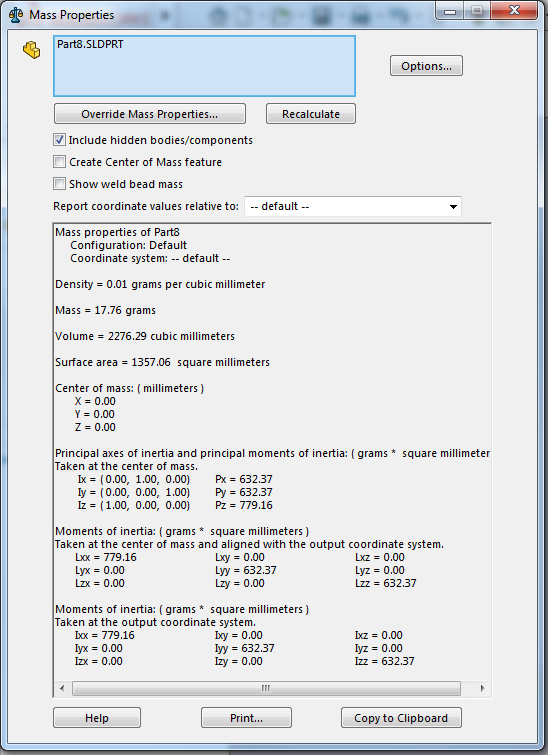 Mass Properties
Part8.SLDPRT
Options...
Override Mass Properties... Recalculate
Include hidden bodies/components
Create Center of Mass feature
Show weld bead mass
Report coordinate values relative to: -- default --
Mass properties of Part8
Configuration: Default
Coordinate system: -- default --
Density = 0.01 grams per cubic millimeter
Mass = 17.76 grams
Volume = 2276.29 cubic millimeters
Surface area = 1357.06 square millimeters
Center of mass: ( millimeters )
X = 0.00
Y = 0.00
Z = 0.00
Principal axes of inertia and principal moments of inertia: ( grams * square millimeter
Taken at the center of mass.
Ix = ( 0.00, 1.00, 0.00) Px = 632.37
Iy = ( 0.00, 0.00, 1.00) Py = 632.37
Iz = ( 1.00, 0.00, 0.00) Pz = 779.16
Moments of inertia: ( grams * square millimeters )
Taken at the center of mass and aligned with the output coordinate system.
Lxx = 779.16 Lxy = 0.00 Lxz = 0.00
Lyx = 0.00 Lyy = 632.37 Lyz = 0.00
Lzx = 0.00 Lzy = 0.00 Lzz = 632.37
Moments of inertia: ( grams * square millimeters )
Taken at the output coordinate system.
Ixx = 779.16 Ixy = 0.00 Ixz = 0.00
Iyx = 0.00 Iyy = 632.37 Iyz = 0.00
Izx = 0.00 Izy = 0.00 Izz = 632.37
Help Print... Copy to Clipboard